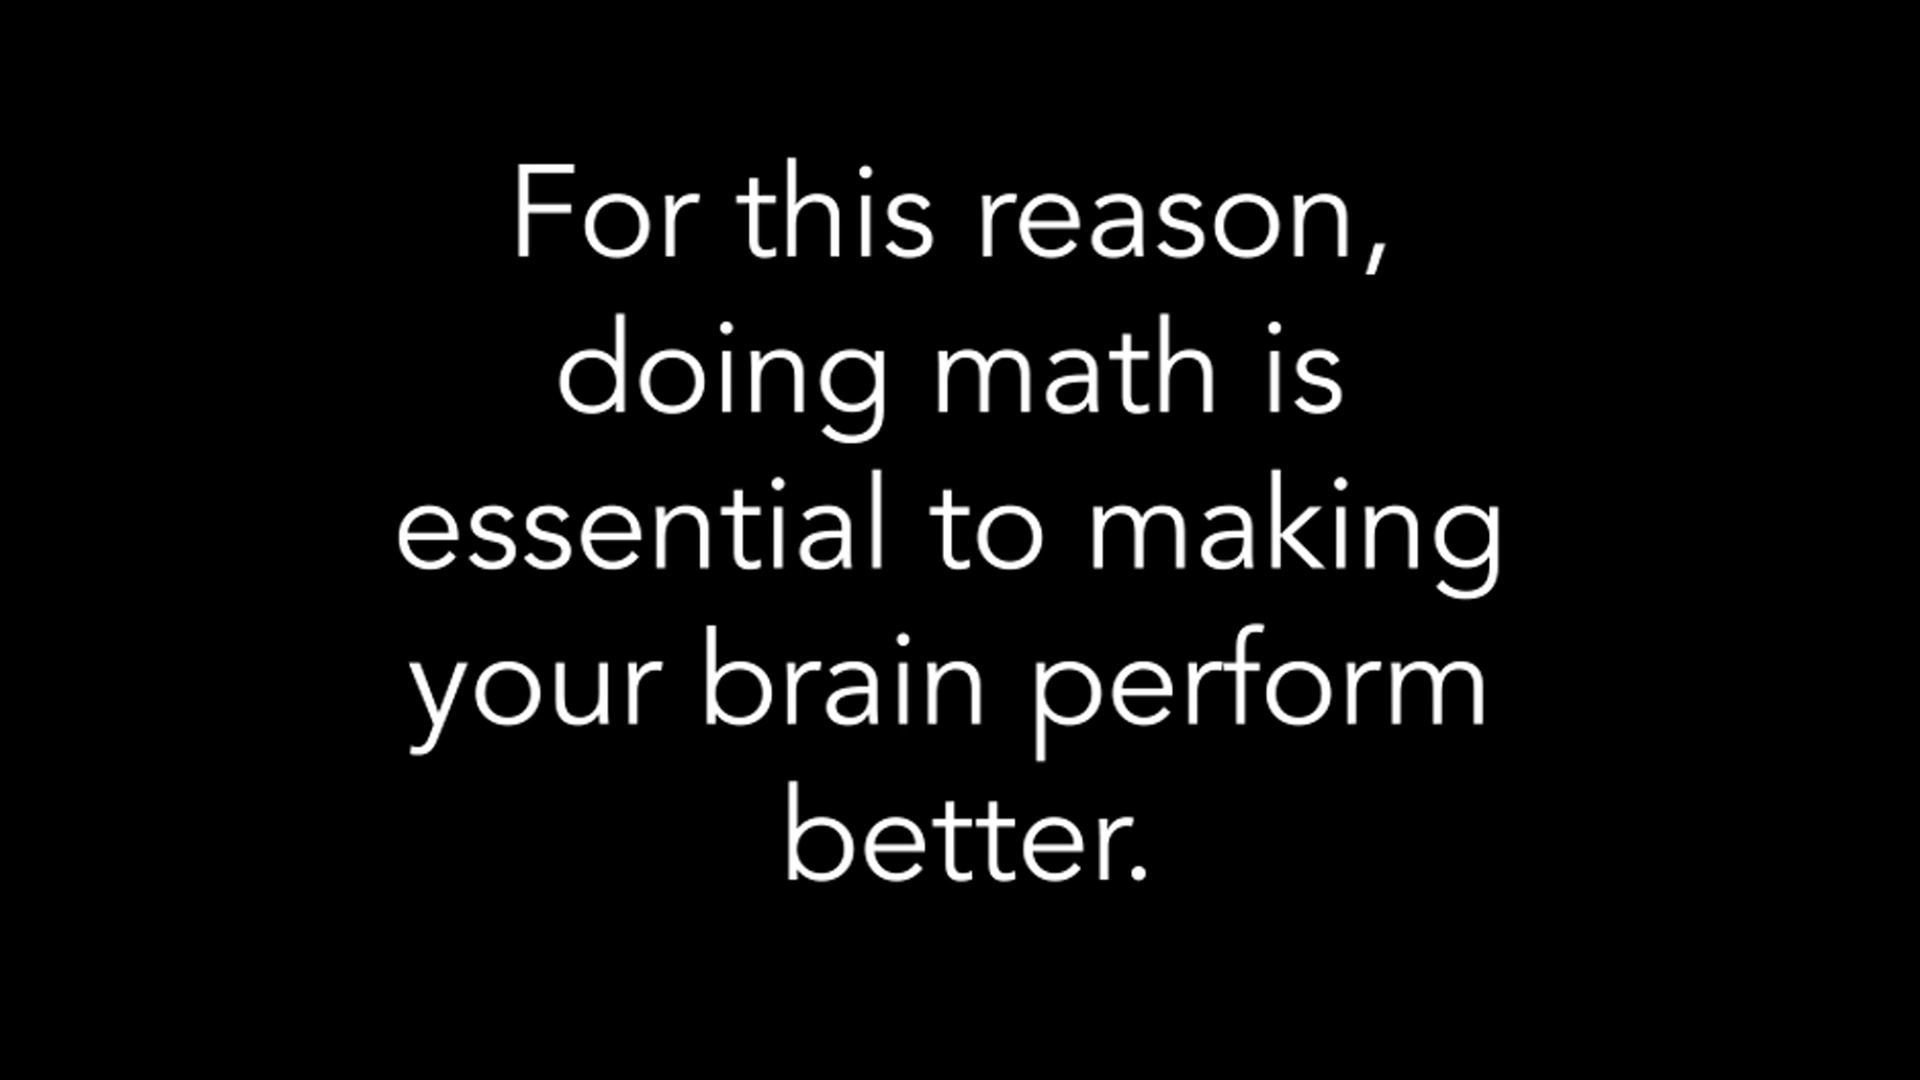 For this reason,
doing math is
essential to making
your brain perform
better.